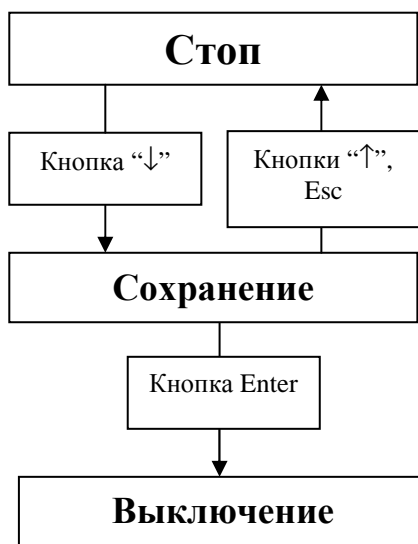 Стоп
Кнопка “↓”
Кнопки “↑”,
Esc
Сохранение
Кнопка Enter
Выключение